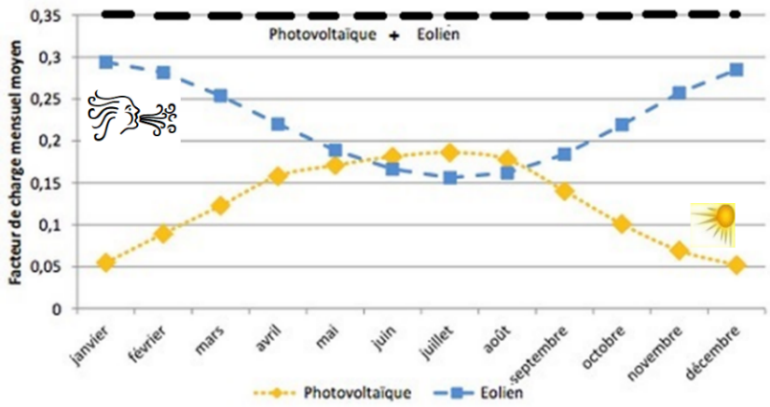 0,35
Photovoltaïque + Eolien
0,3
0,25
0,2
0,15
0,1
0,05
0
Facteur de charge mensuel moyen
janvier
février
mars
avril
mai
juin
juillet
août
septembre
octobre
novembre
décembre
Photovoltaïque
Eolien